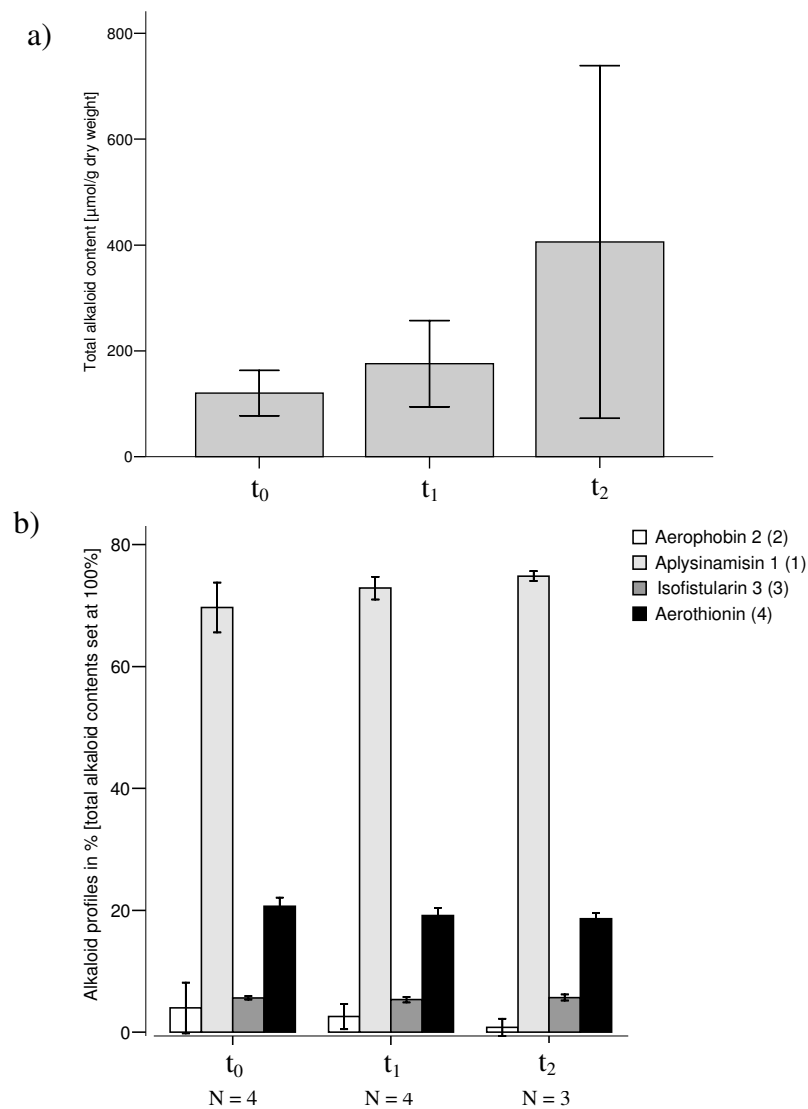 a)
Total alkaloid content [µmol/g dry weight]
800
600
400
200
0
t0
t1
t2
b)
Alkaloid profiles in % [total alkaloid contents set at 100%]
80
60
40
20
0
Aerophobin 2 (2)
Aplysinamisin 1 (1)
Isofistularin 3 (3)
Aerothionin (4)
t0
t1
t2
N = 4
N = 4
N = 3